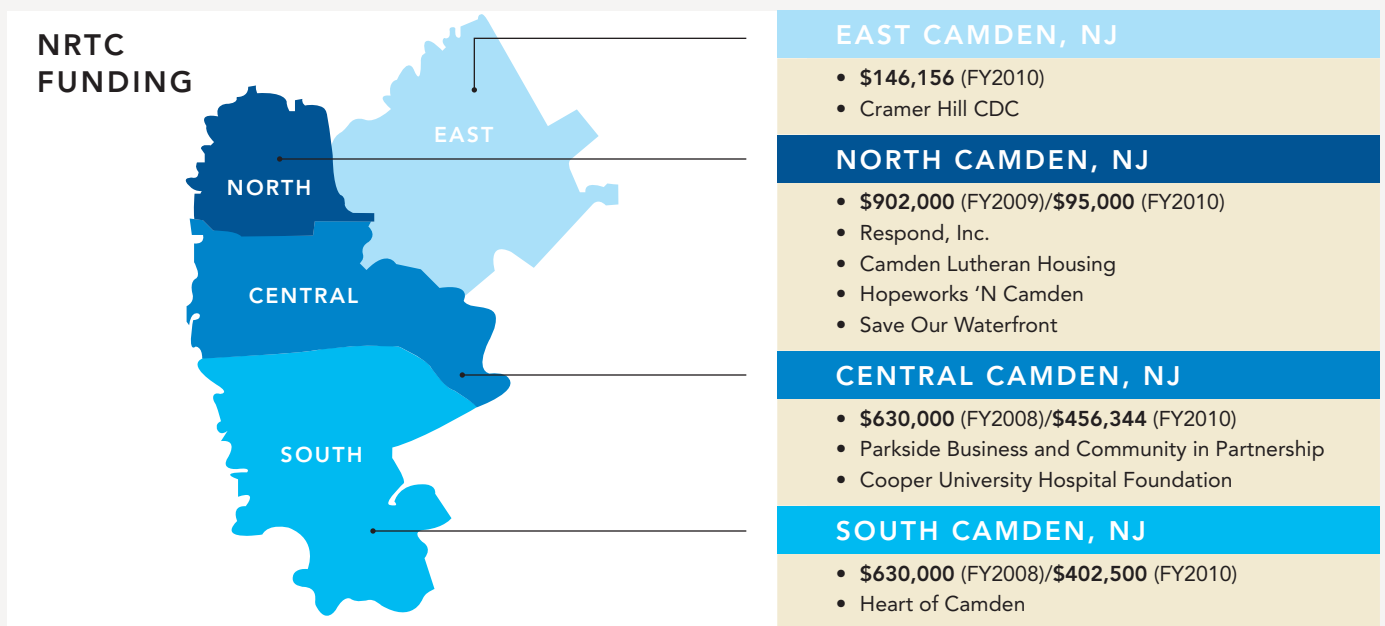 NRTC
FUNDING
EAST
NORTH
CENTRAL
SOUTH
EAST CAMDEN, NJ
• $146,156 (FY2010)
• Cramer Hill CDC
NORTH CAMDEN, NJ
• $902,000 (FY2009)/$95,000 (FY2010)
• Respond, Inc.
• Camden Lutheran Housing
• Hopeworks ‘N Camden
• Save Our Waterfront
CENTRAL CAMDEN, NJ
• $630,000 (FY2008)/$456,344 (FY2010)
• Parkside Business and Community in Partnership
• Cooper University Hospital Foundation
SOUTH CAMDEN, NJ
• $630,000 (FY2008)/$402,500 (FY2010)
• Heart of Camden